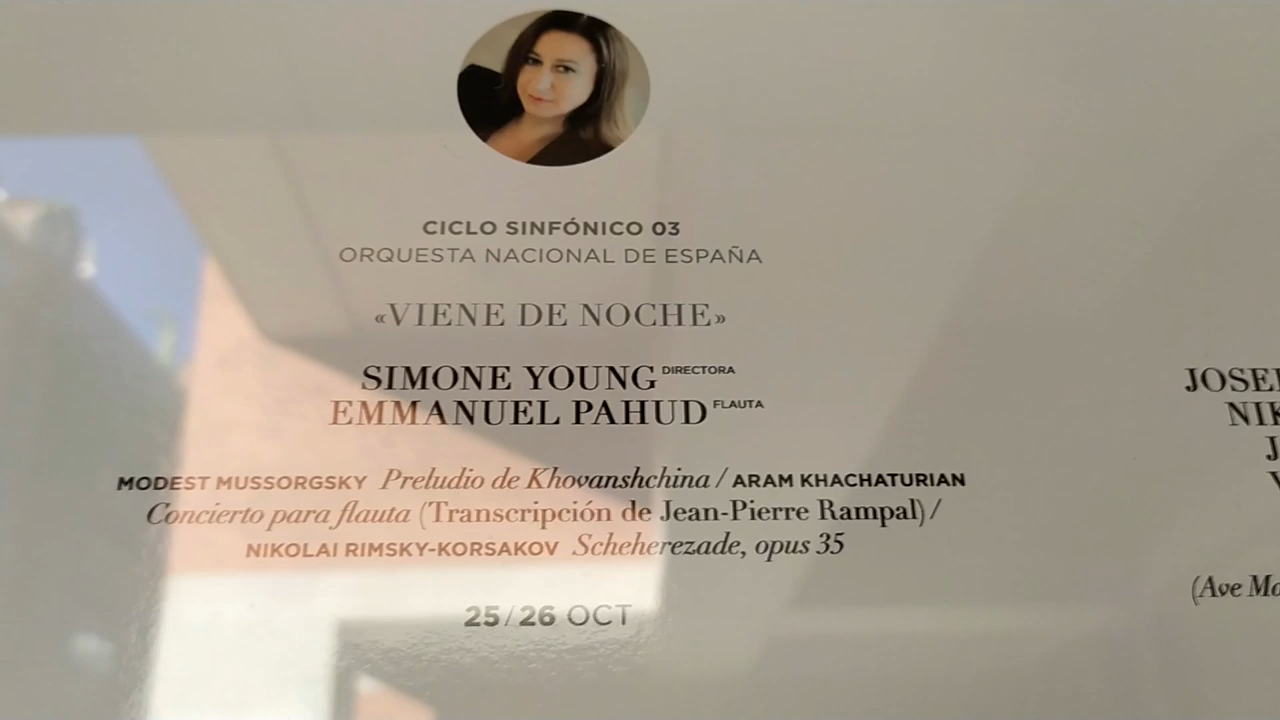 CICLO SINFÓNICO 03
ORQUESTA NACIONAL DE ESPAÑA
«VIENE DE NOCHE»
SIMONE YOUNG DIRECTORA
EMMANUEL PAHUD FLAUTA
MODEST MUSSORGSKY Preludio de Khovanshchina / ARAM KHACHATURIAN
Concierto para flauta (Transcripción de Jean-Pierre Rampal) /
NIKOLAI RIMSKY-KORSAKOV Scheherezade, opus 35
25/26 OCT
(Ave